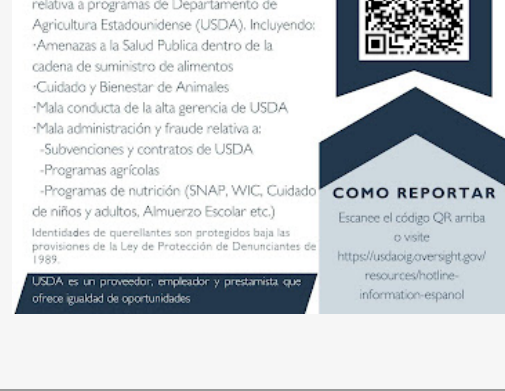 relativa a programas de Departamento de
Agricultura Estadounidense (USDA). Incluyendo:
·Amenazas a la Salud Publica dentro de la
cadena de suministro de alimentos
·Cuidado y Bienestar de Animales
·Mala conducta de la alta gerencia de USDA
·Mala administración y fraude relativa a:
-Subvenciones y contratos de USDA
-Programas agrícolas
-Programas de nutrición (SNAP, WIC, Cuidado
de niños y adultos, Almuerzo Escolar etc.)
Identidades de querellantes son protegidos baja las
provisiones de la Ley de Protección de Denunciantes de
1989.
USDA es un proveedor, empleador y prestamista que
ofrece igualdad de oportunidades
COMO REPORTAR
Escanee el código QR arriba
o visite
https://usdaoig.oversight.gov/
resources/hotline-
information-espanol